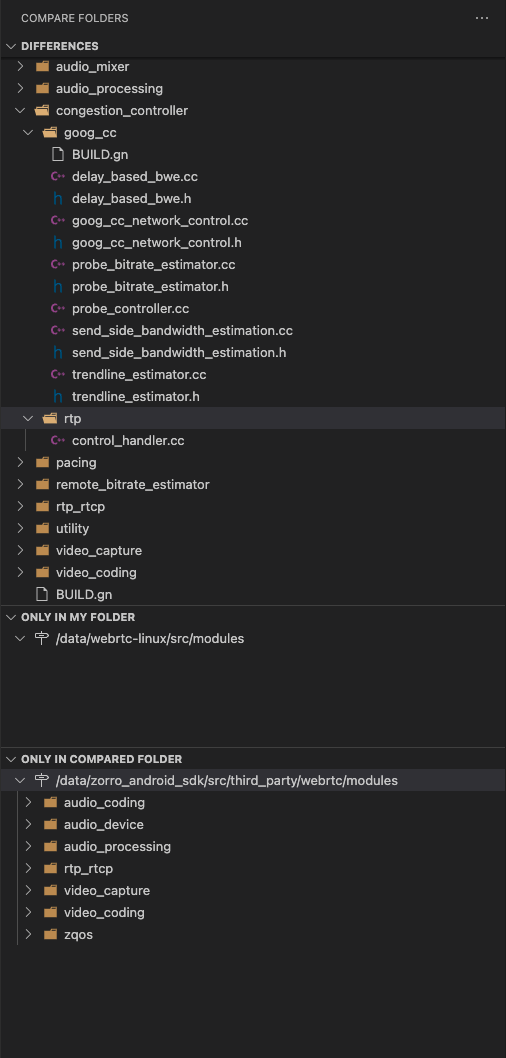 COMPARE FOLDERS
DIFFERENCES
audio_mixer
audio_processing
congestion_controller
goog_cc
BUILD.gn
C++ delay_based_bwe.cc
h delay_based_bwe.h
C++ goog_cc_network_control.cc
h goog_cc_network_control.h
C++ probe_bitrate_estimator.cc
h probe_bitrate_estimator.h
C++ probe_controller.cc
C++ send_side_bandwidth_estimation.cc
h send_side_bandwidth_estimation.h
C++ trendline_estimator.cc
h trendline_estimator.h
rtp
C++ control_handler.cc
pacing
remote_bitrate_estimator
rtp_rtcp
utility
video_capture
video_coding
BUILD.gn
ONLY IN MY FOLDER
/data/webrtc-linux/src/modules
ONLY IN COMPARED FOLDER
/data/zorro_android_sdk/src/third_party/webrtc/modules
audio_coding
audio_device
audio_processing
rtp_rtcp
video_capture
video_coding
zqos